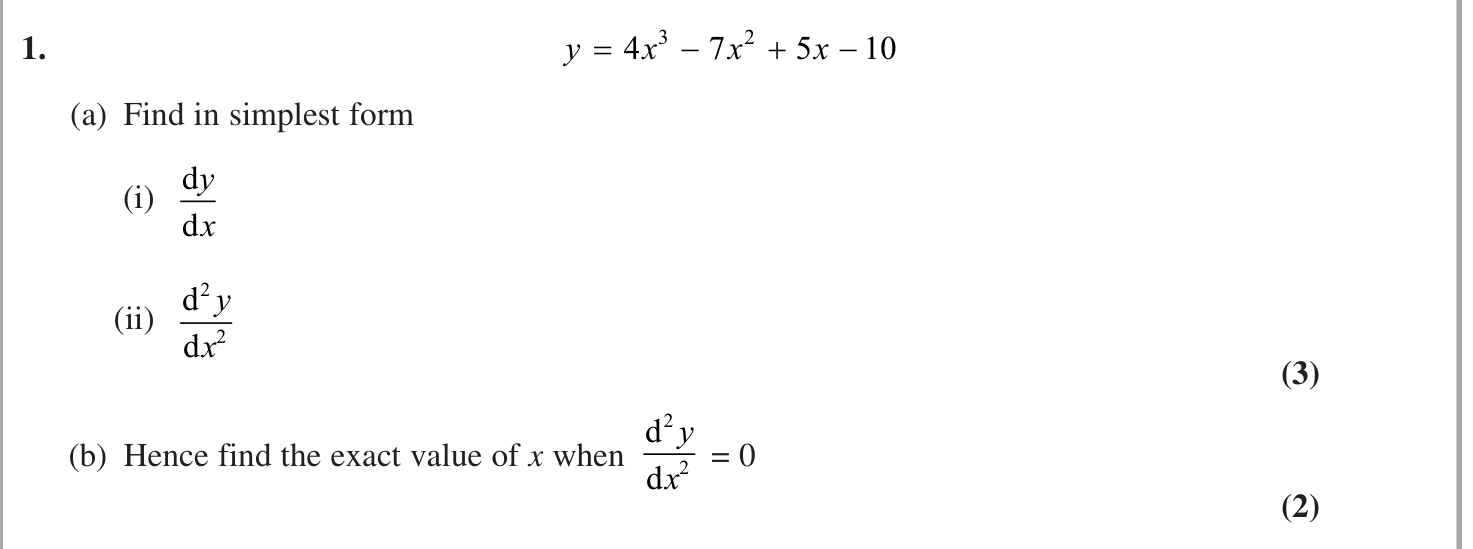 1. y = 4x³ − 7x² + 5x − 10
(a) Find in simplest form
(i) dy/dx
(ii) d²y/dx²
(3)
(b) Hence find the exact value of x when d²y/dx² = 0
(2)